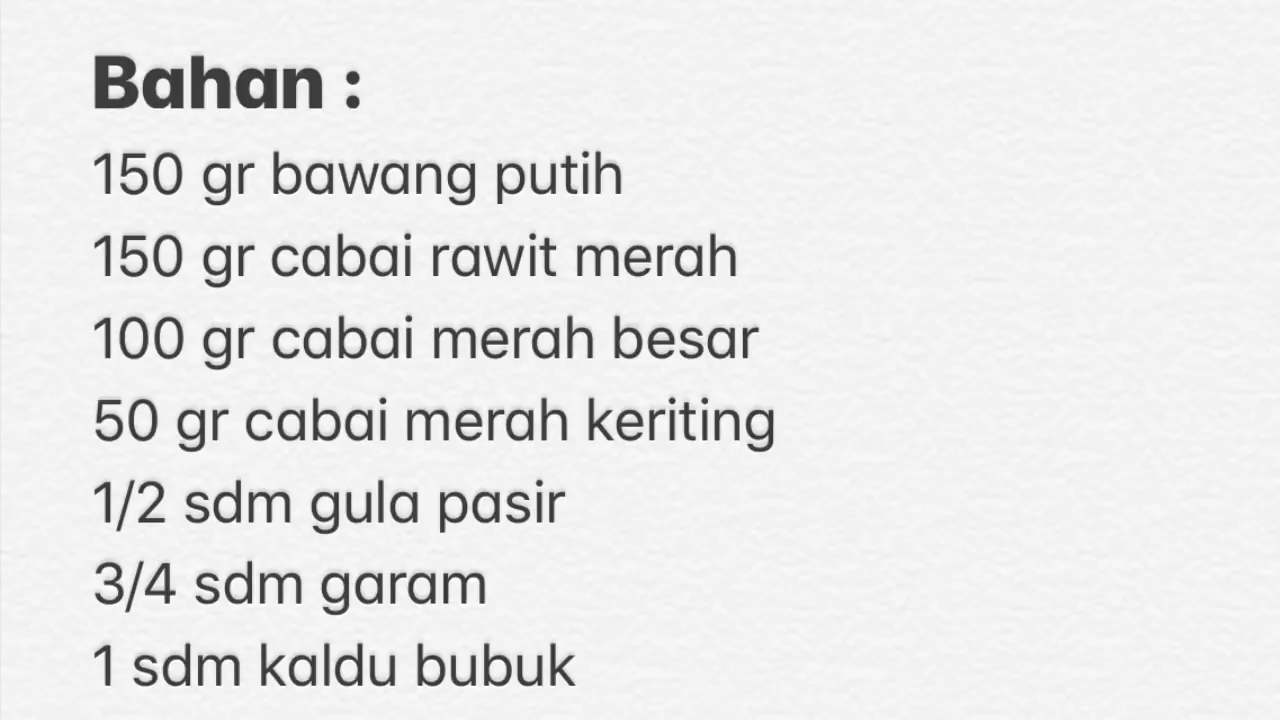 Bahan :
150 gr bawang putih
150 gr cabai rawit merah
100 gr cabai merah besar
50 gr cabai merah keriting
1/2 sdm gula pasir
3/4 sdm garam
1 sdm kaldu bubuk